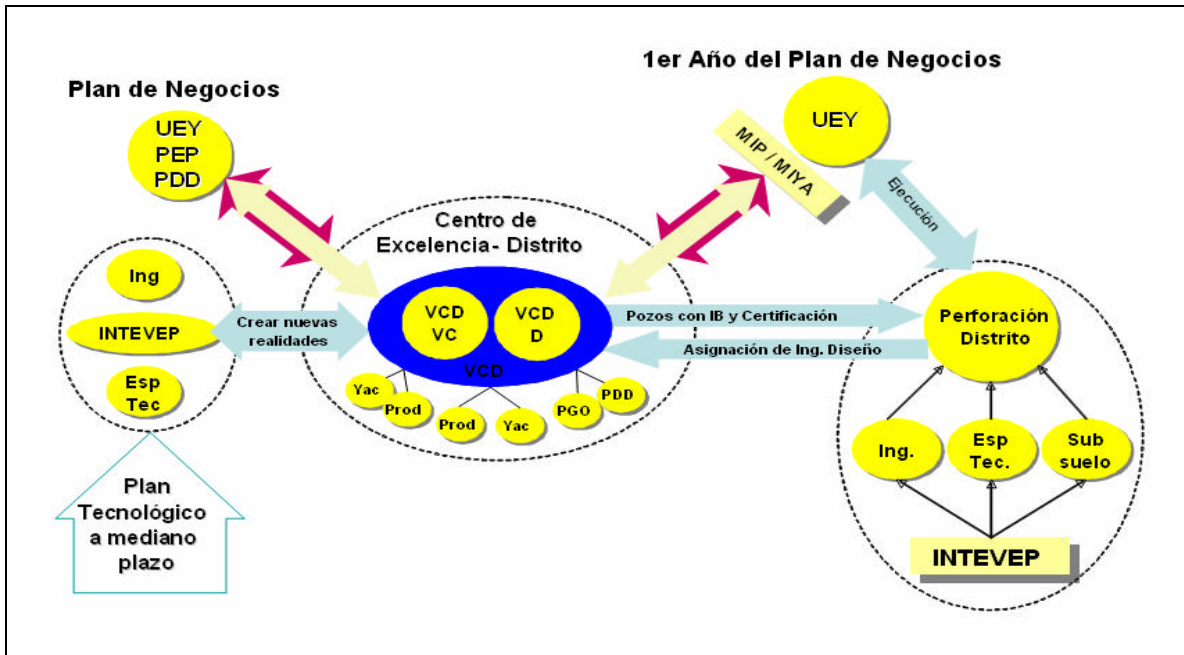 1er Año del Plan de Negocios
Plan de Negocios
UEY
PEP
PDD
UEY
MIP / MIYA
Ejecución
Centro de
Excelencia- Distrito
Ing
INTEVEP
Esp
Tec
Crear nuevas
realidades
VCD
VC
VCD
D
VCD
Yac
Prod
Prod
Yac
PGO
PDD
Pozos con IB y Certificación
Asignación de Ing. Diseño
Perforación
Distrito
Ing.
Esp
Tec.
Sub
suelo
INTEVEP
Plan
Tecnológico
a mediano
plazo